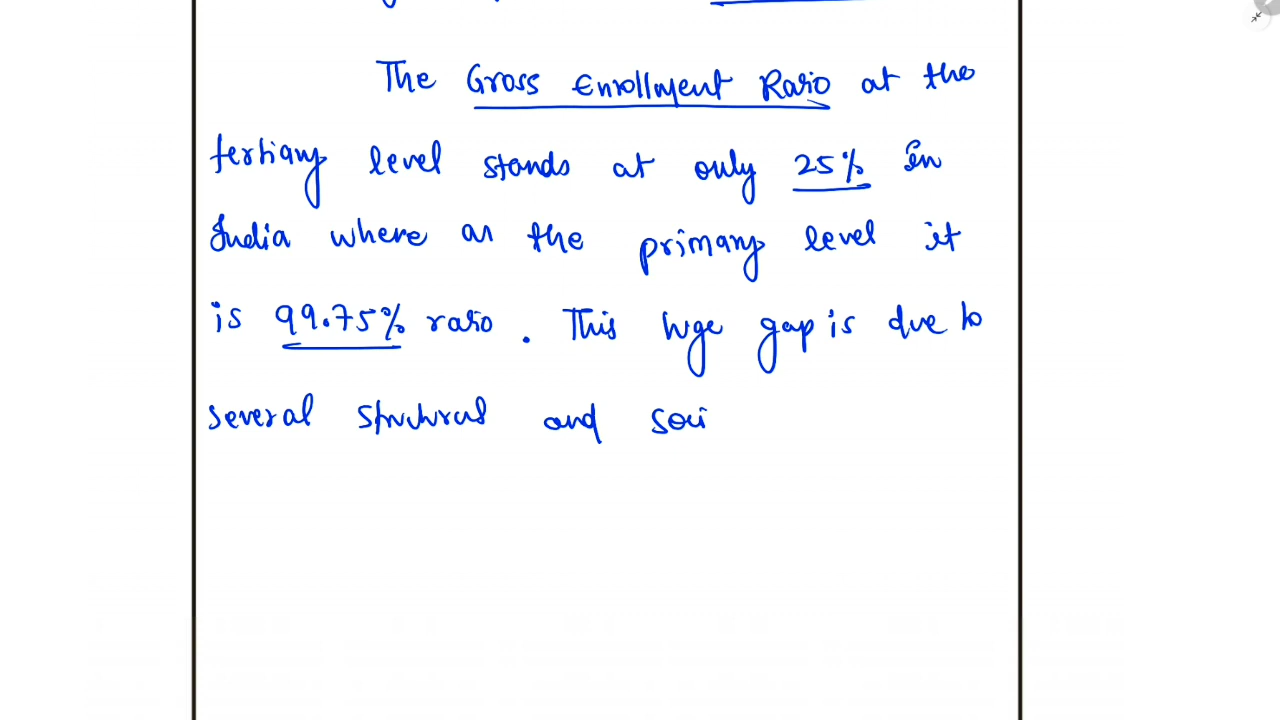 The Gross Enrollment Ratio at the
tertiary level stands at only 25% in
India where as the primary level it
is 99.75% ratio. This huge gap is due to
several structural and soci